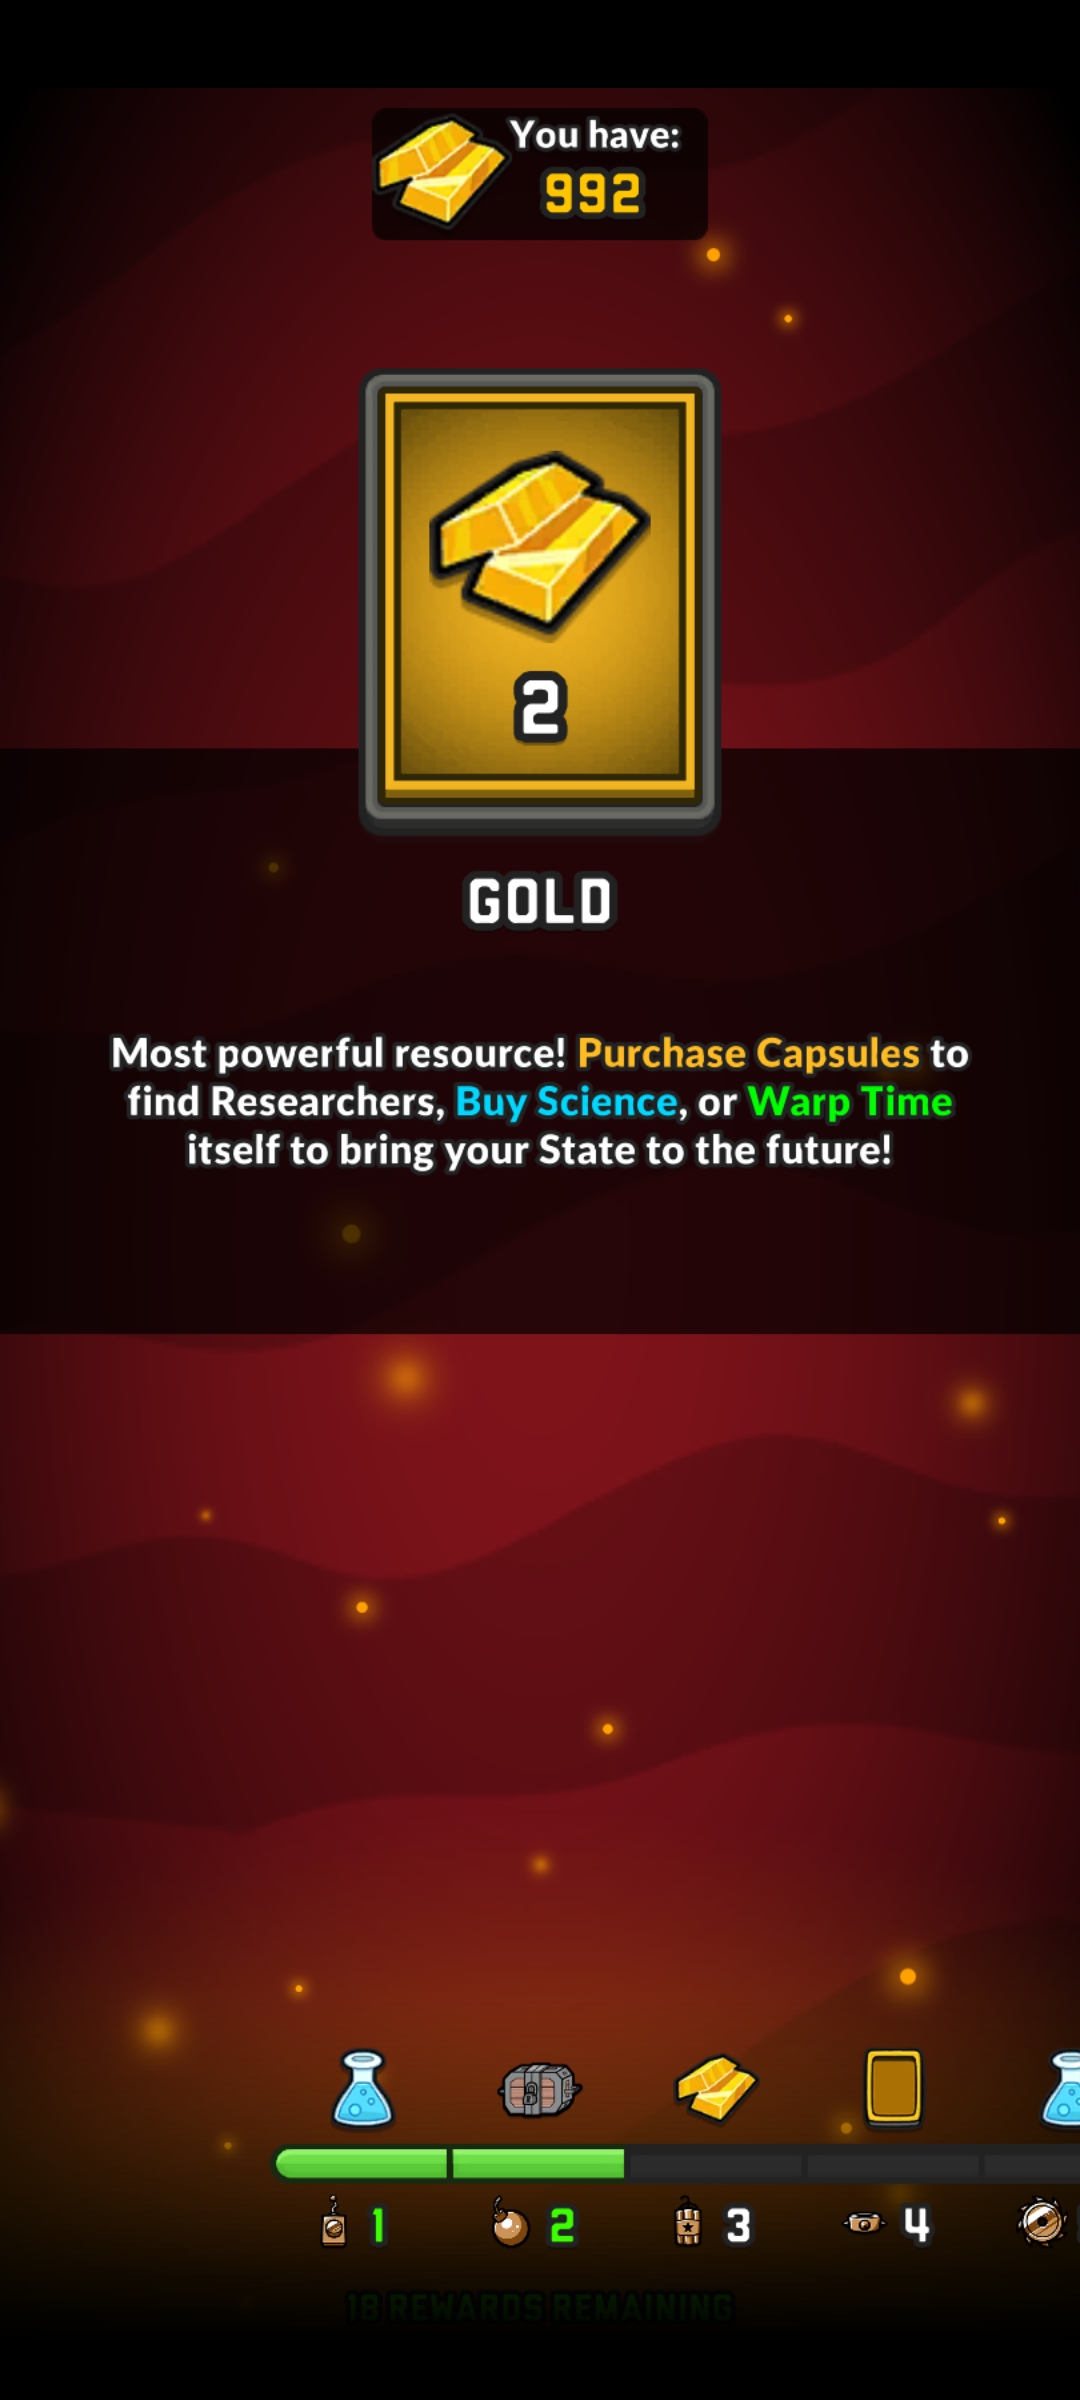 You have:
992
2
GOLD
Most powerful resource! Purchase Capsules to
find Researchers, Buy Science, or Warp Time
itself to bring your State to the future!
1 2 3 4
18 REWARDS REMAINING